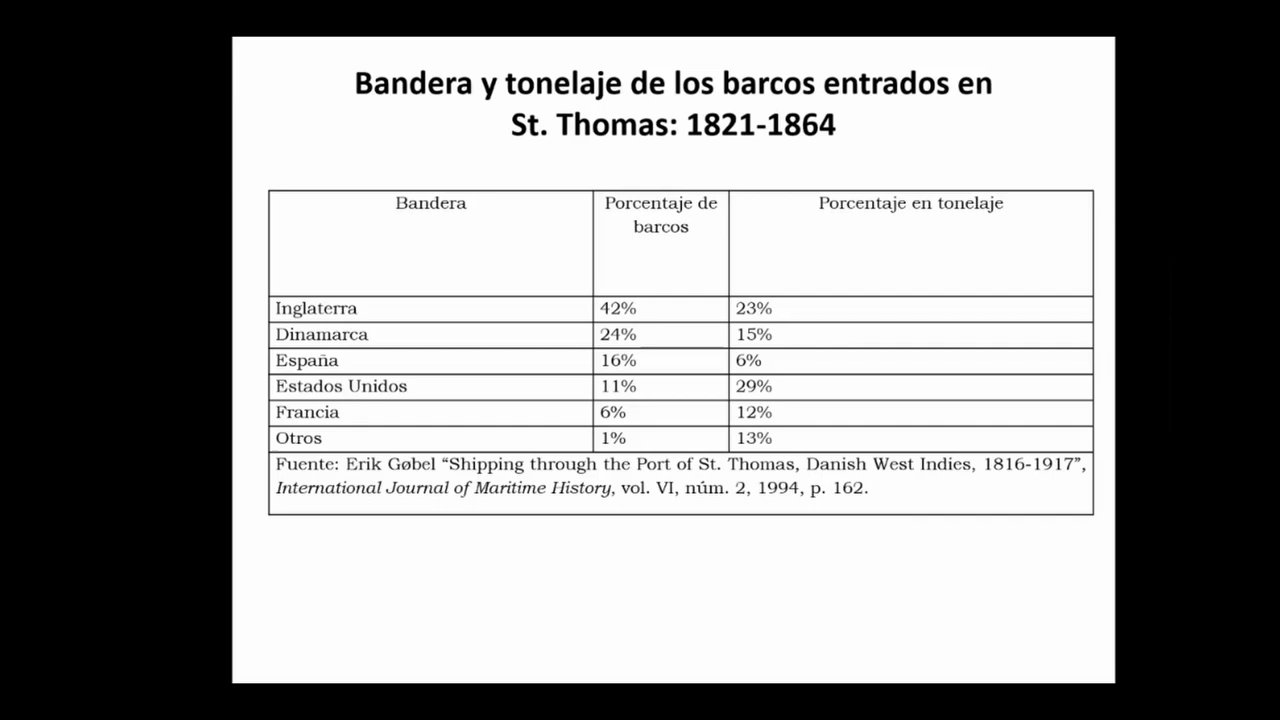 Bandera y tonelaje de los barcos entrados en
St. Thomas: 1821-1864
Bandera
Porcentaje de
barcos
Porcentaje en tonelaje
Inglaterra 42% 23%
Dinamarca 24% 15%
España 16% 6%
Estados Unidos 11% 29%
Francia 6% 12%
Otros 1% 13%
Fuente: Erik Gøbel “Shipping through the Port of St. Thomas, Danish West Indies, 1816-1917”,
International Journal of Maritime History, vol. VI, núm. 2, 1994, p. 162.